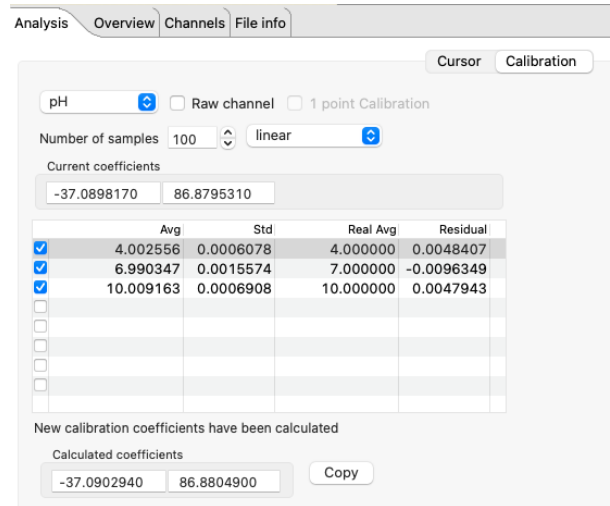 Analysis Overview Channels File info
Cursor Calibration
pH Raw channel 1 point Calibration
Number of samples 100 linear
Current coefficients
-37.0898170 86.8795310
Avg Std Real Avg Residual
4.002556 0.0006078 4.000000 0.0048407
6.990347 0.0015574 7.000000 -0.0096349
10.009163 0.0006908 10.000000 0.0047943
New calibration coefficients have been calculated
Calculated coefficients
-37.0902940 86.8804900 Copy